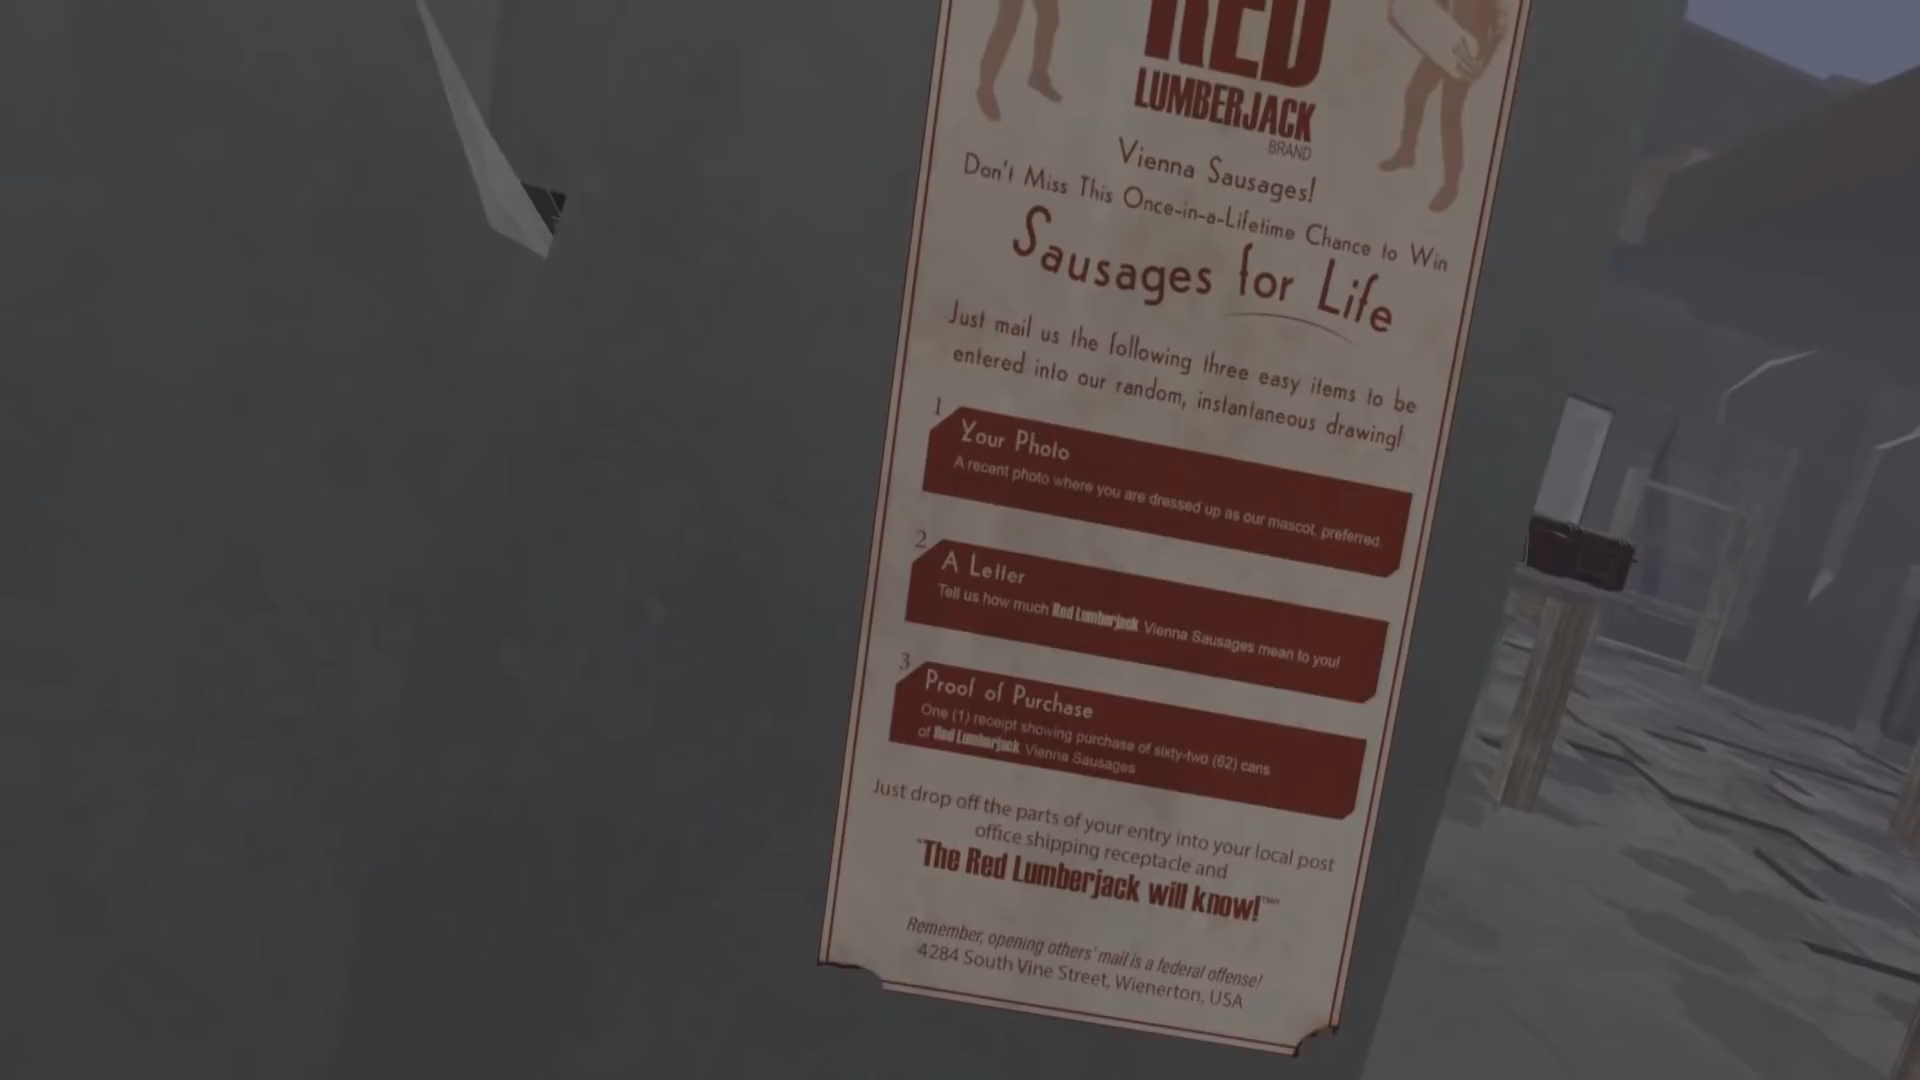 RED
LUMBERJACK
BRAND
Vienna Sausages!
Don't Miss This Once-in-a-Lifetime Chance to Win
Sausages for Life
Just mail us the following three easy items to be
entered into our random, instantaneous drawing!
1
Your Photo
A recent photo where you are dressed up as our mascot, preferred.
2
A Letter
Tell us how much Red Lumberjack Vienna Sausages mean to you!
3
Proof of Purchase
One (1) receipt showing purchase of sixty-two (62) cans
of Red Lumberjack Vienna Sausages
Just drop off the parts of your entry into your local post
office shipping receptacle and
"The Red Lumberjack will know!"™
Remember, opening others' mail is a federal offense!
4284 South Vine Street, Wienerton, USA